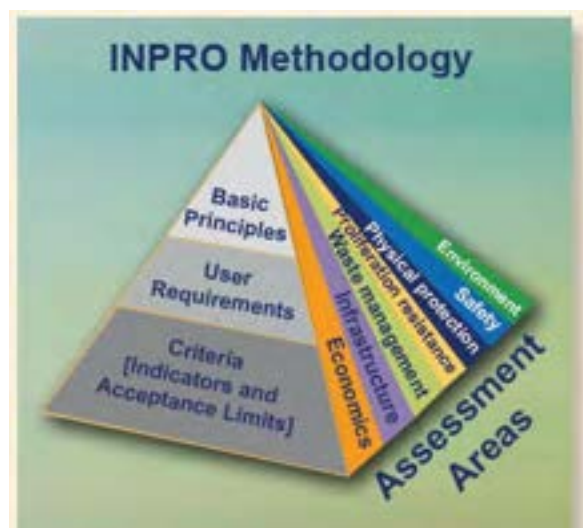 INPRO Methodology
Basic
Principles
User
Requirements
Criteria
[Indicators and
Acceptance Limits]
Economics
Infrastructure
Waste management
Proliferation resistance
Physical protection
Safety
Environment
Assessment
Areas